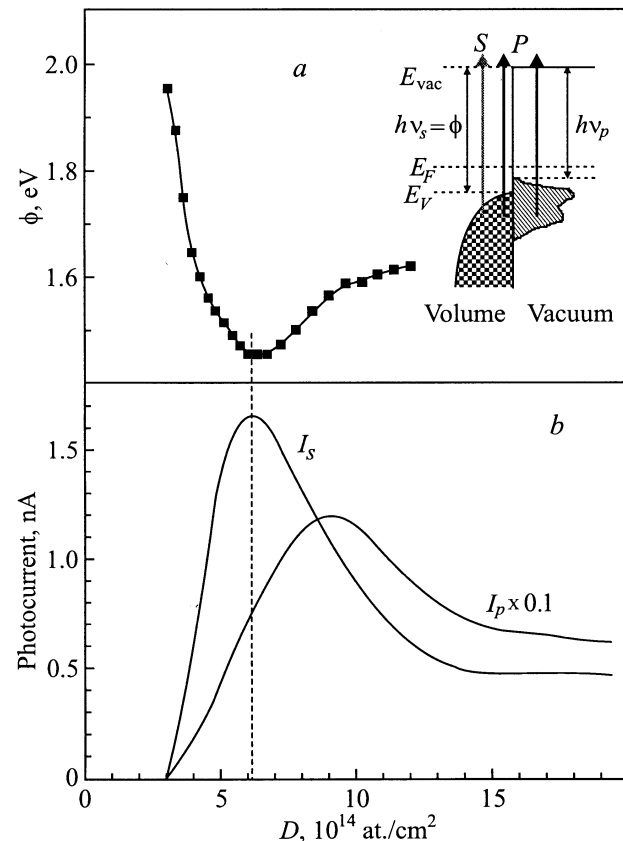 a
S P
E_vac
hν_s = ϕ
hν_p
E_F
E_V
Volume Vacuum
2.0
1.8
1.6
ϕ, eV
b
I_s
I_p × 0.1
1.5
1.0
0.5
0
Photocurrent, nA
0 5 10 15
D, 10^14 at./cm^2